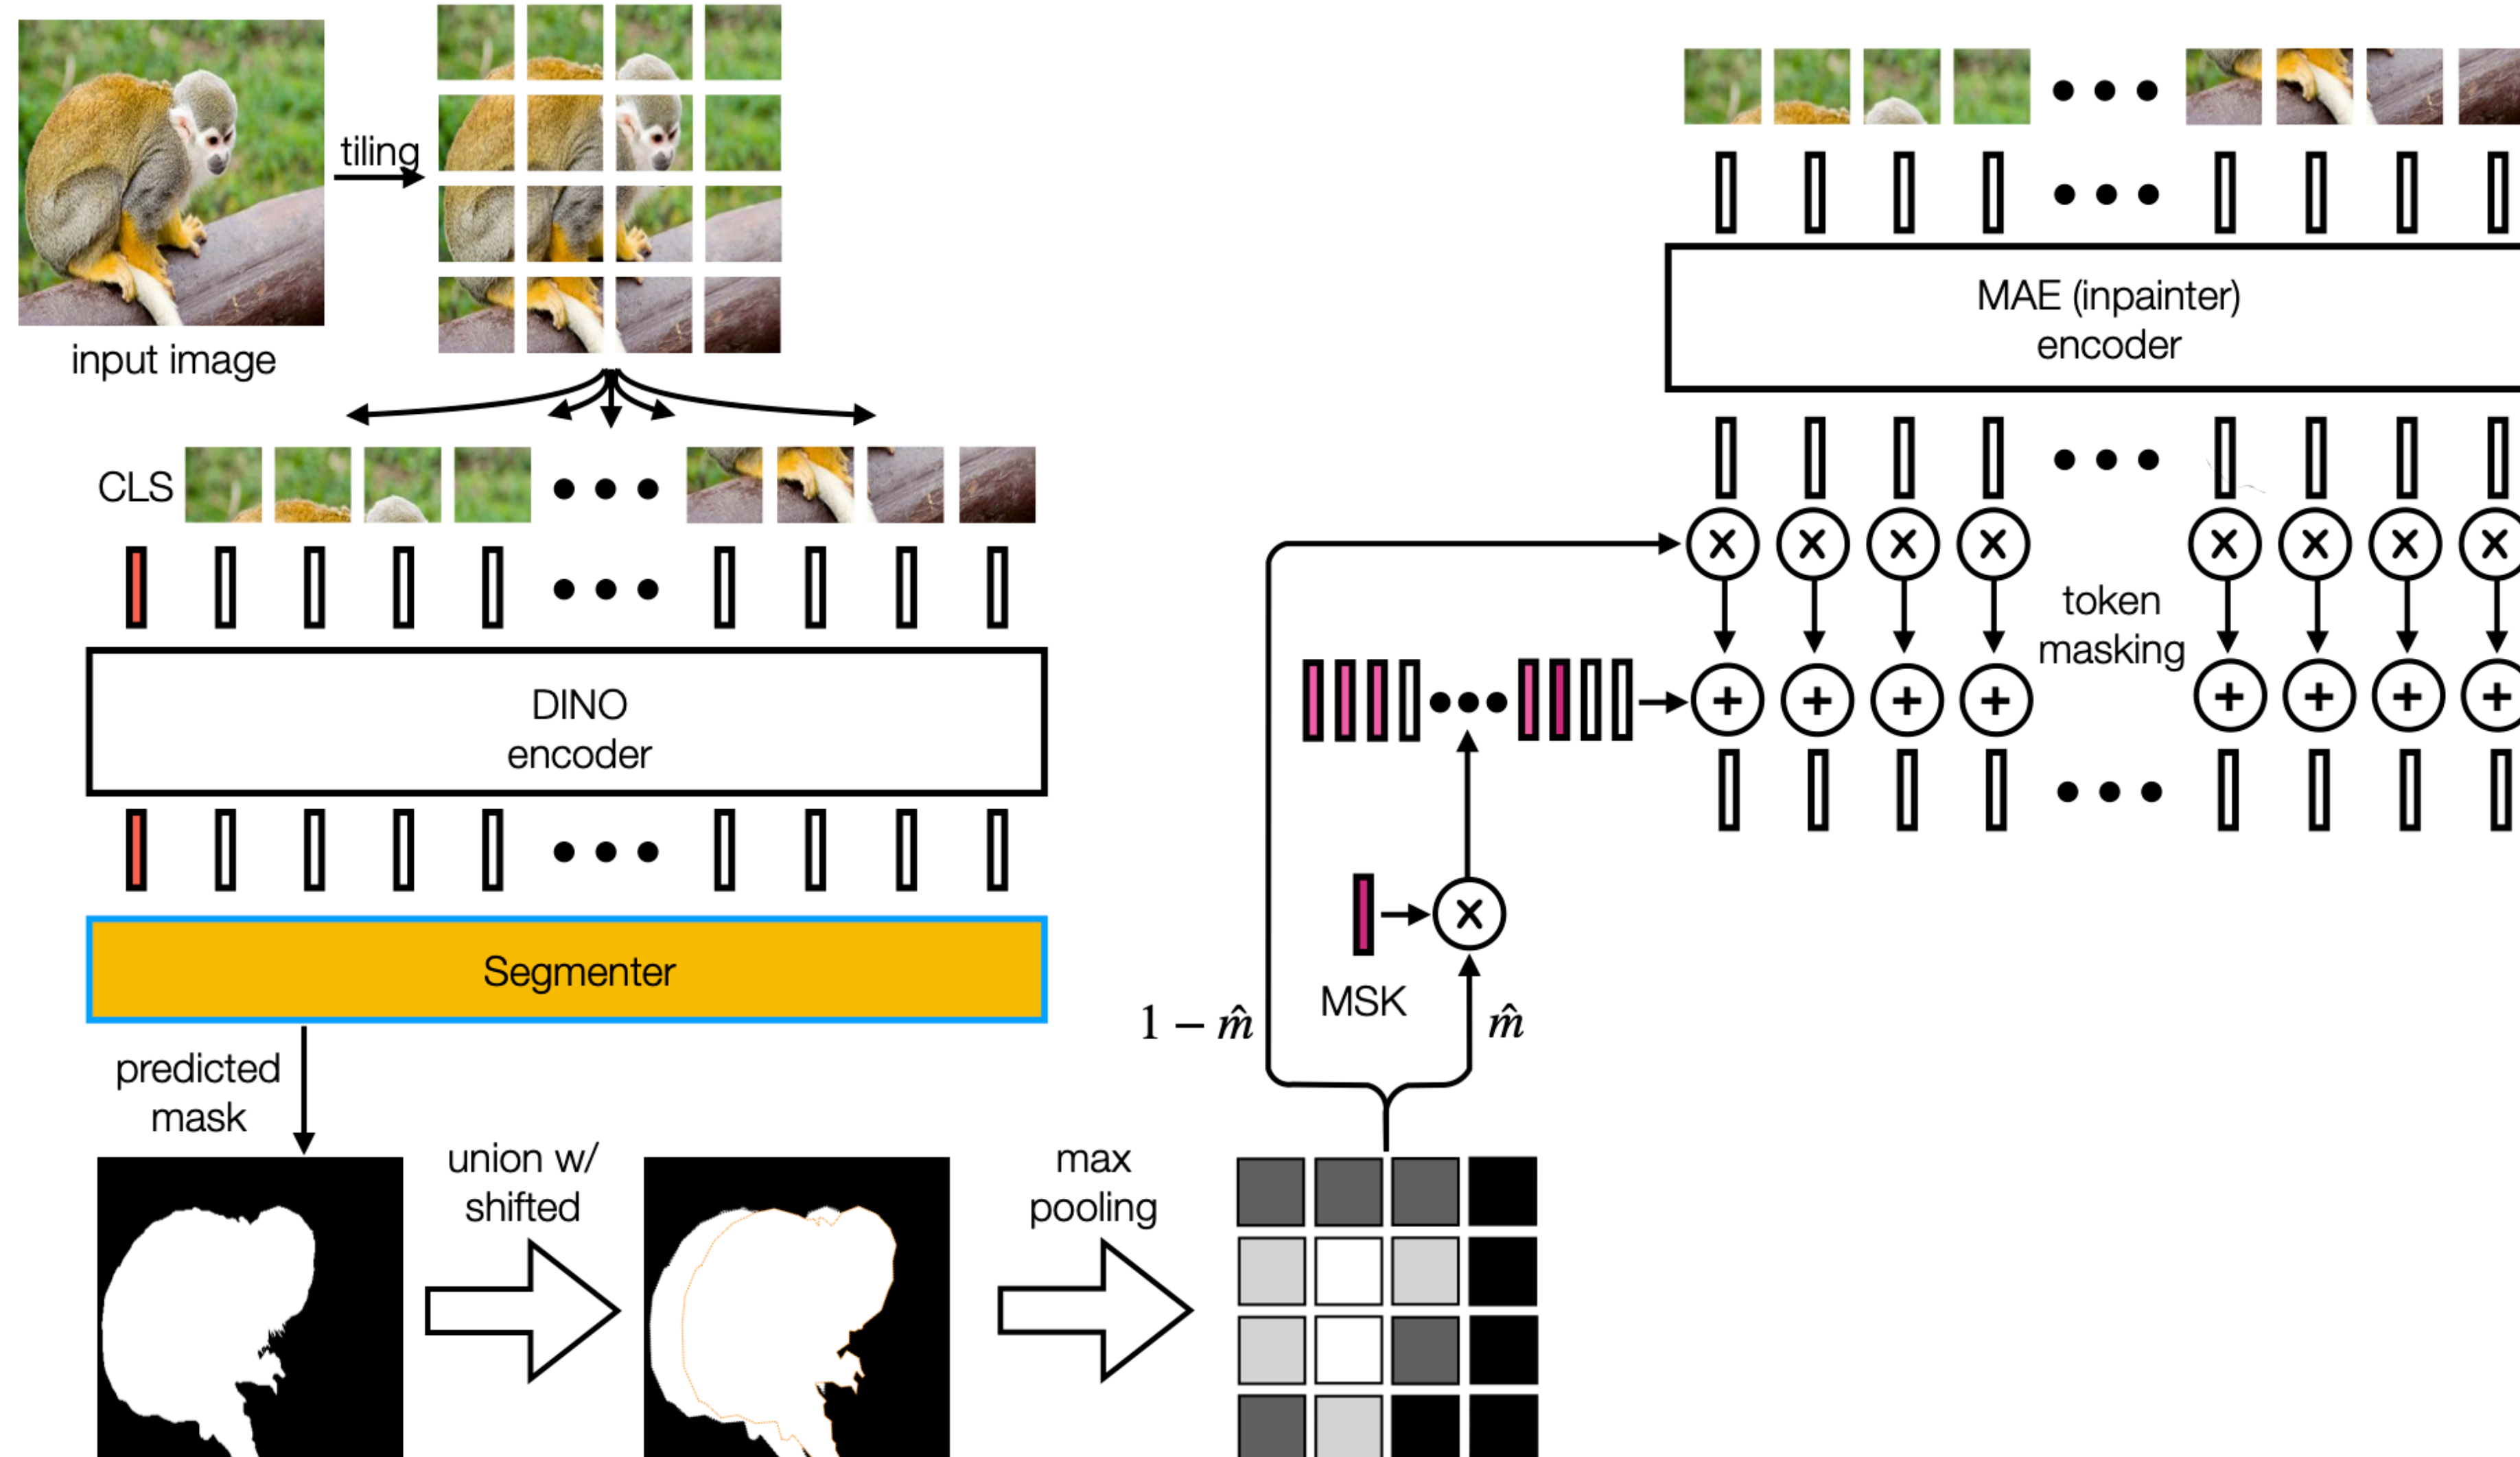 tiling
input image
CLS
DINO
encoder
Segmenter
predicted
mask
union w/
shifted
max
pooling
1 − m̂
MSK
m̂
MAE (inpainter)
encoder
token
masking